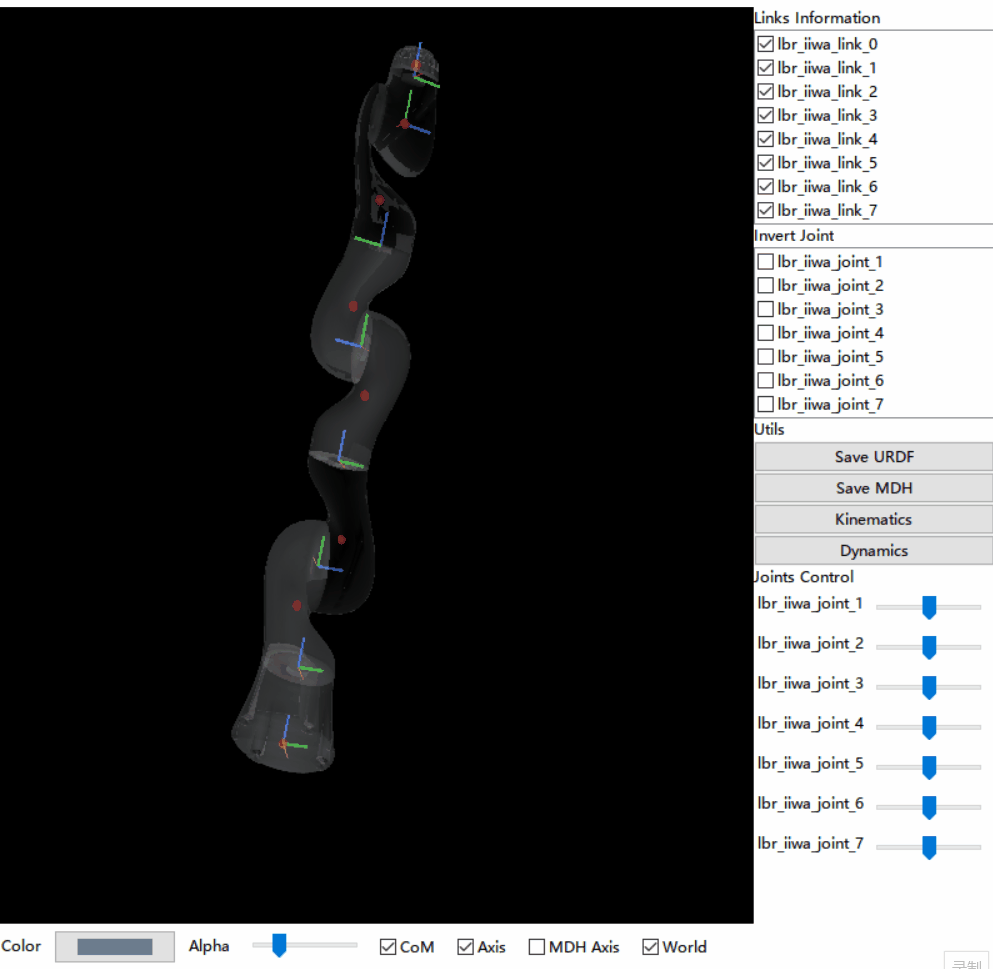 Links Information
lbr_iiwa_link_0
lbr_iiwa_link_1
lbr_iiwa_link_2
lbr_iiwa_link_3
lbr_iiwa_link_4
lbr_iiwa_link_5
lbr_iiwa_link_6
lbr_iiwa_link_7
Invert Joint
lbr_iiwa_joint_1
lbr_iiwa_joint_2
lbr_iiwa_joint_3
lbr_iiwa_joint_4
lbr_iiwa_joint_5
lbr_iiwa_joint_6
lbr_iiwa_joint_7
Utils
Save URDF
Save MDH
Kinematics
Dynamics
Joints Control
lbr_iiwa_joint_1
lbr_iiwa_joint_2
lbr_iiwa_joint_3
lbr_iiwa_joint_4
lbr_iiwa_joint_5
lbr_iiwa_joint_6
lbr_iiwa_joint_7
Color Alpha CoM Axis MDH Axis World
录制